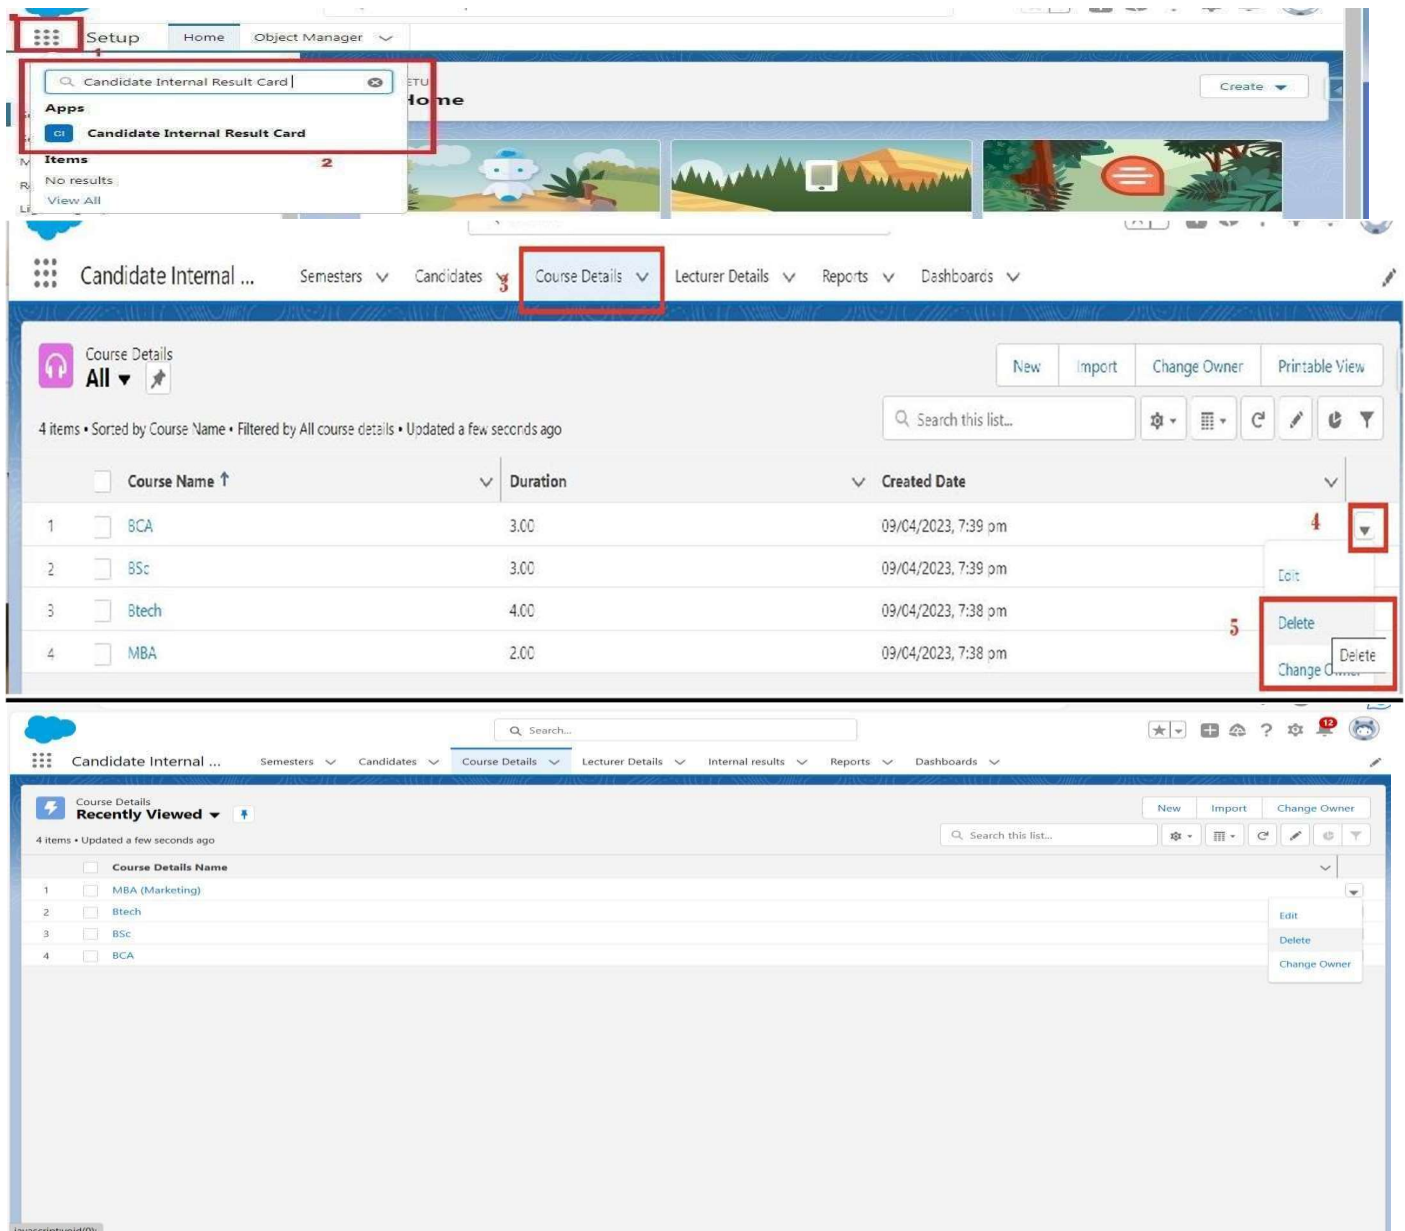 Setup Home Object Manager
1
Candidate Internal Result Card
Create
Home
Apps
CI Candidate Internal Result Card
Items
2
No results
View All
Candidate Internal ... Semesters Candidates 3 Course Details Lecturer Details Reports Dashboards
Course Details
All
New Import Change Owner Printable View
4 items • Sorted by Course Name • Filtered by All course details • Updated a few seconds ago
Search this list...
Course Name ↑ Duration Created Date
1 BCA 3.00 09/04/2023, 7:39 pm 4
2 BSc 3.00 09/04/2023, 7:39 pm
Edit
3 Btech 4.00 09/04/2023, 7:38 pm
5 Delete
4 MBA 2.00 09/04/2023, 7:38 pm
Delete
Change
Search...
12
Candidate Internal ... Semesters Candidates Course Details Lecturer Details Internal results Reports Dashboards
Course Details
Recently Viewed
New Import Change Owner
4 items • Updated a few seconds ago
Search this list...
Course Details Name
1 MBA (Marketing)
2 Btech
Edit
3 BSc
Delete
4 BCA
Change Owner